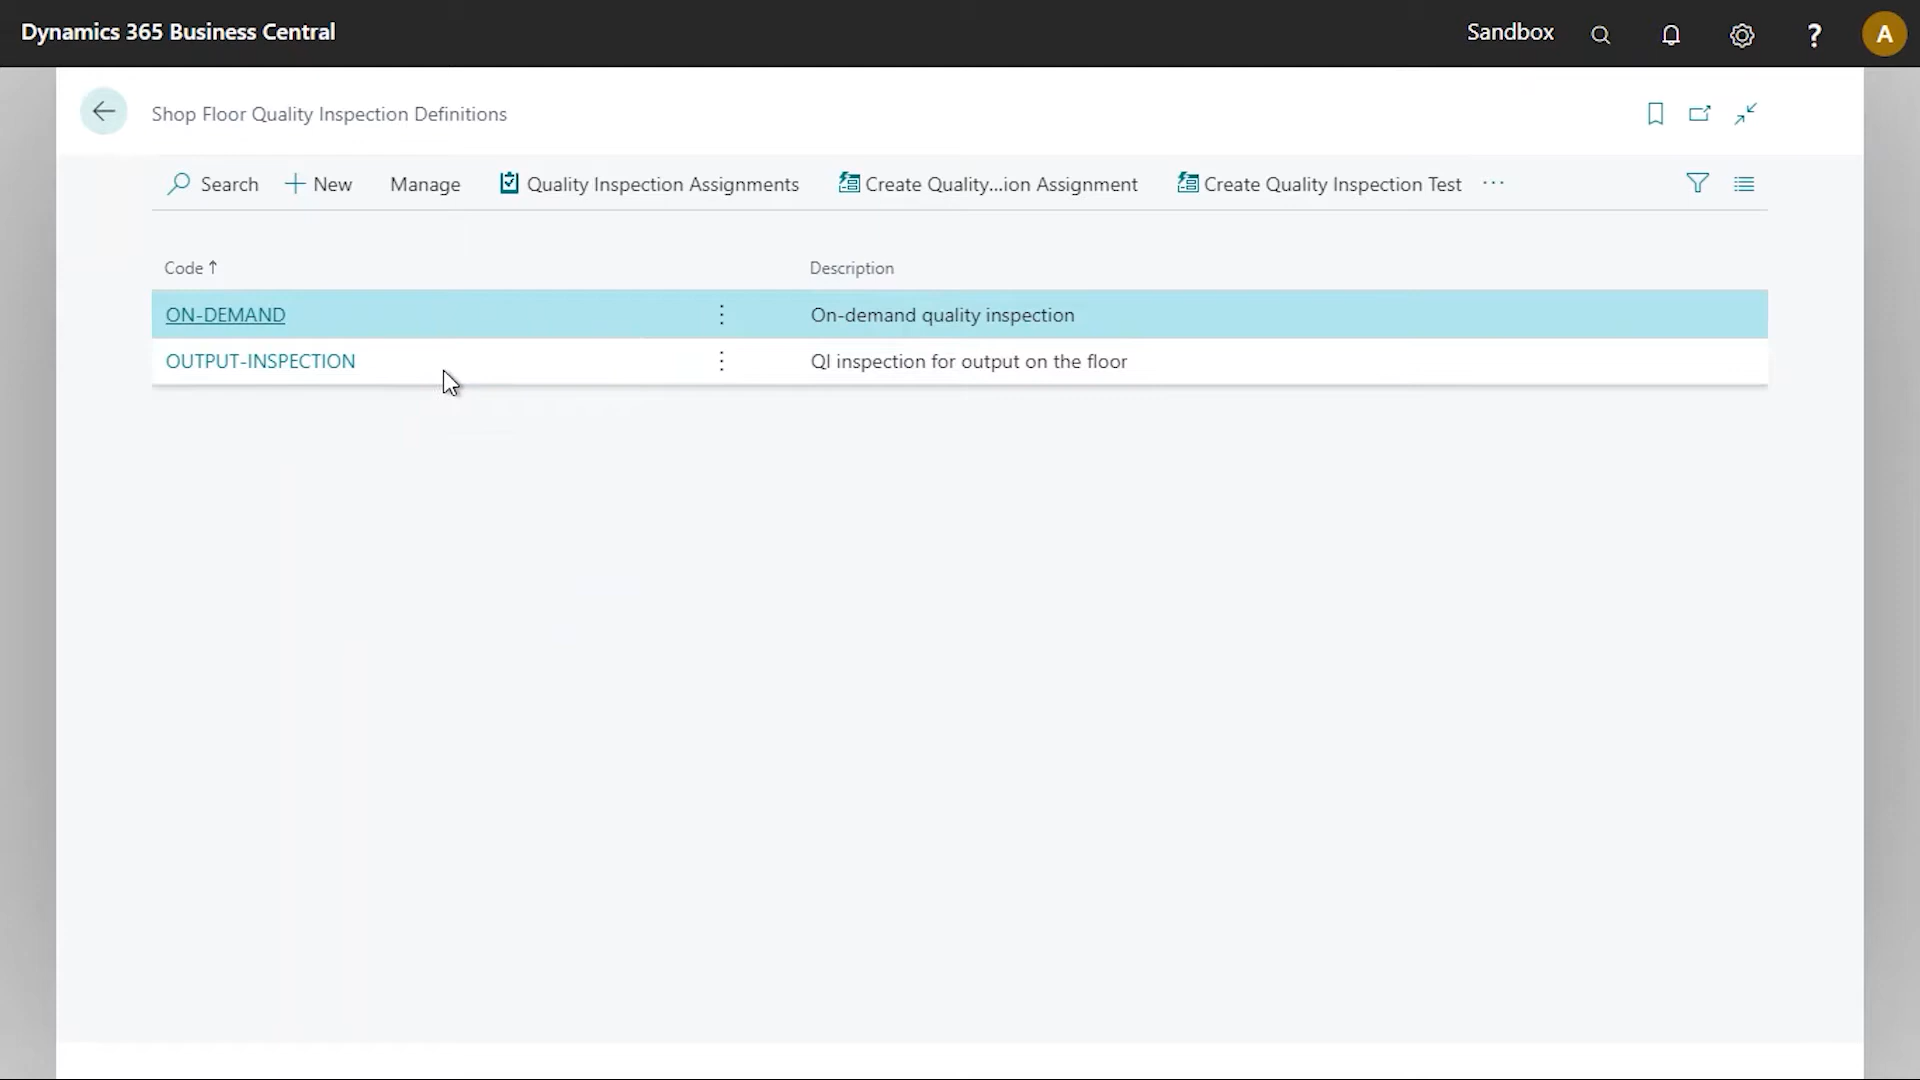 Dynamics 365 Business Central
Sandbox
?
A
Shop Floor Quality Inspection Definitions
Search
New
Manage
Quality Inspection Assignments
Create Quality...ion Assignment
Create Quality Inspection Test
...
Code ↑
Description
ON-DEMAND
On-demand quality inspection
OUTPUT-INSPECTION
QI inspection for output on the floor